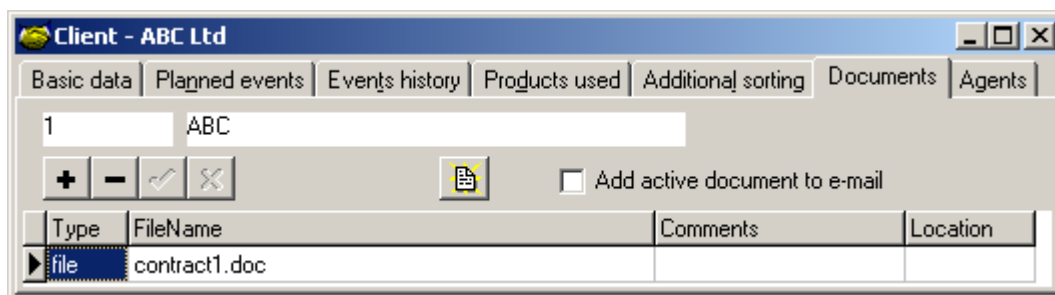 Client - ABC Ltd
Basic data Planned events Events history Products used Additional sorting Documents Agents
1 ABC
Add active document to e-mail
Type FileName Comments Location
file contract1.doc